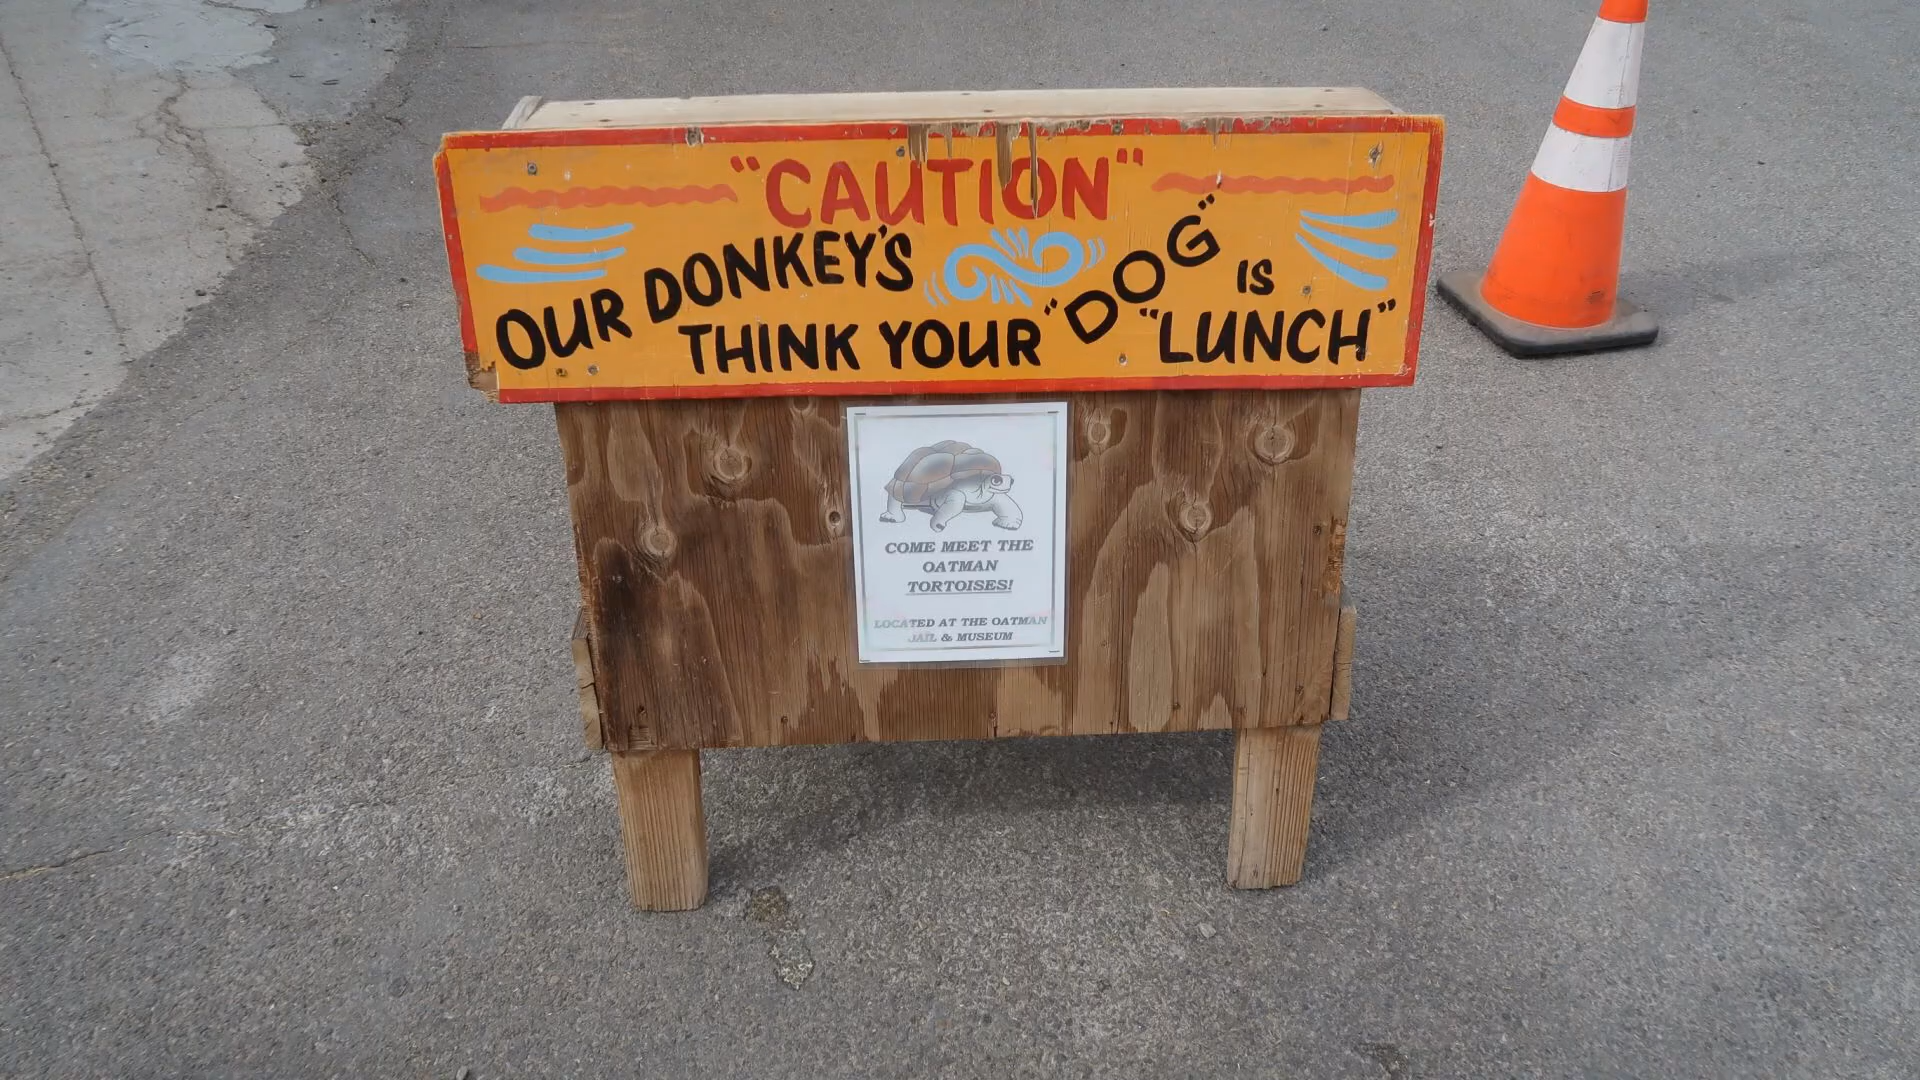 "CAUTION"
OUR DONKEY'S
THINK YOUR "DOG" IS
"LUNCH"
COME MEET THE
OATMAN
TORTOISES!
LOCATED AT THE OATMAN
JAIL & MUSEUM